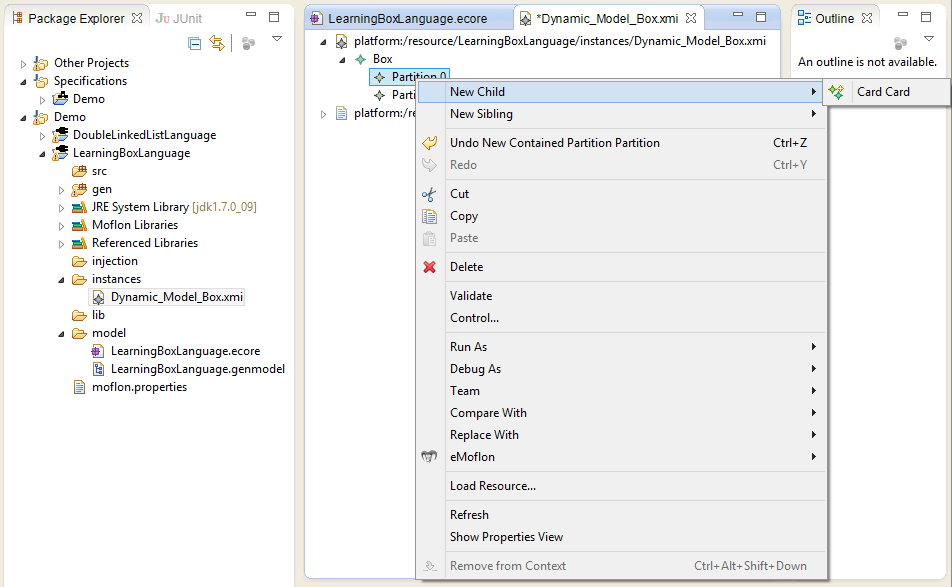 Package Explorer
JUnit
Other Projects
Specifications
Demo
Demo
DoubleLinkedListLanguage
LearningBoxLanguage
src
gen
JRE System Library [jdk1.7.0_09]
Moflon Libraries
Referenced Libraries
injection
instances
Dynamic_Model_Box.xmi
lib
model
LearningBoxLanguage.ecore
LearningBoxLanguage.genmodel
moflon.properties
LearningBoxLanguage.ecore
*Dynamic_Model_Box.xmi
platform:/resource/LearningBoxLanguage/instances/Dynamic_Model_Box.xmi
Box
Partition 0
Parti
platform:/re
New Child
New Sibling
Undo New Contained Partition Partition Ctrl+Z
Redo Ctrl+Y
Cut
Copy
Paste
Delete
Validate
Control...
Run As
Debug As
Team
Compare With
Replace With
eMoflon
Load Resource...
Refresh
Show Properties View
Remove from Context Ctrl+Alt+Shift+Down
Card Card
Outline
An outline is not available.